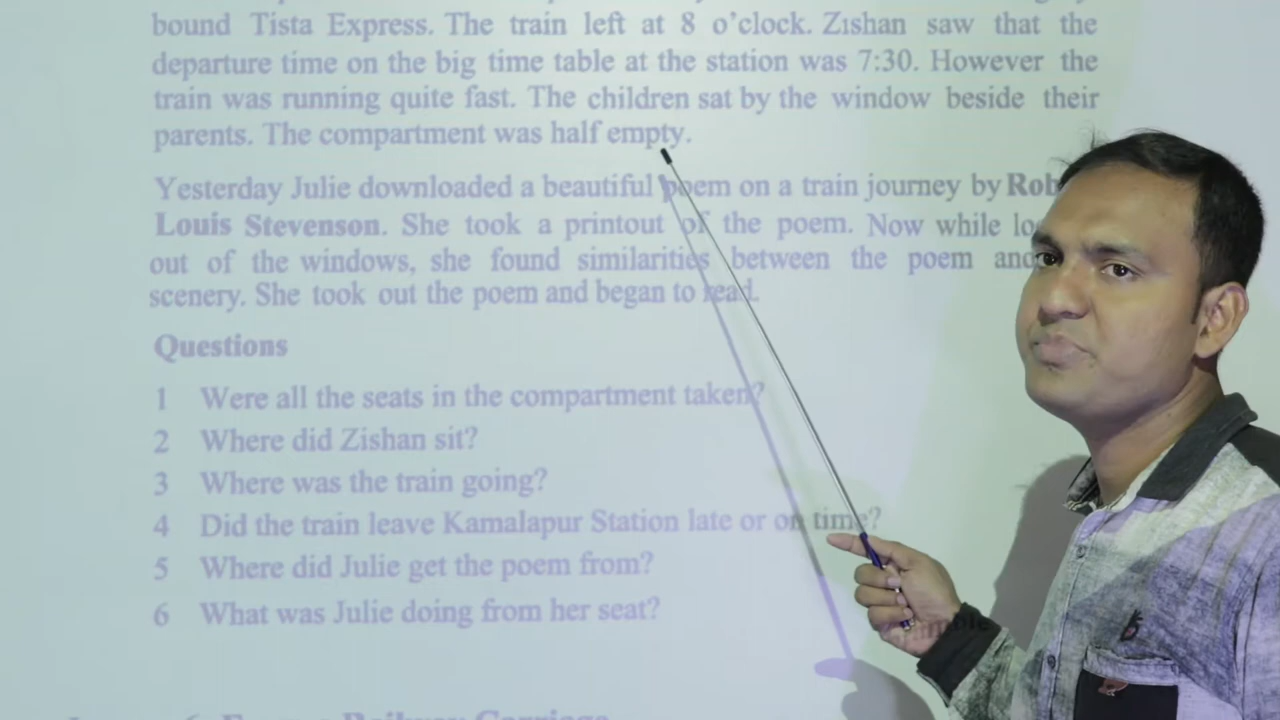 bound Tista Express. The train left at 8 o'clock. Zishan saw that the
departure time on the big time table at the station was 7:30. However the
train was running quite fast. The children sat by the window beside their
parents. The compartment was half empty.
Yesterday Julie downloaded a beautiful poem on a train journey by Rob
Louis Stevenson. She took a printout of the poem. Now while lo
out of the windows, she found similarities between the poem and
scenery. She took out the poem and began to read.
Questions
1 Were all the seats in the compartment taken?
2 Where did Zishan sit?
3 Where was the train going?
4 Did the train leave Kamalapur Station late or on time?
5 Where did Julie get the poem from?
6 What was Julie doing from her seat?